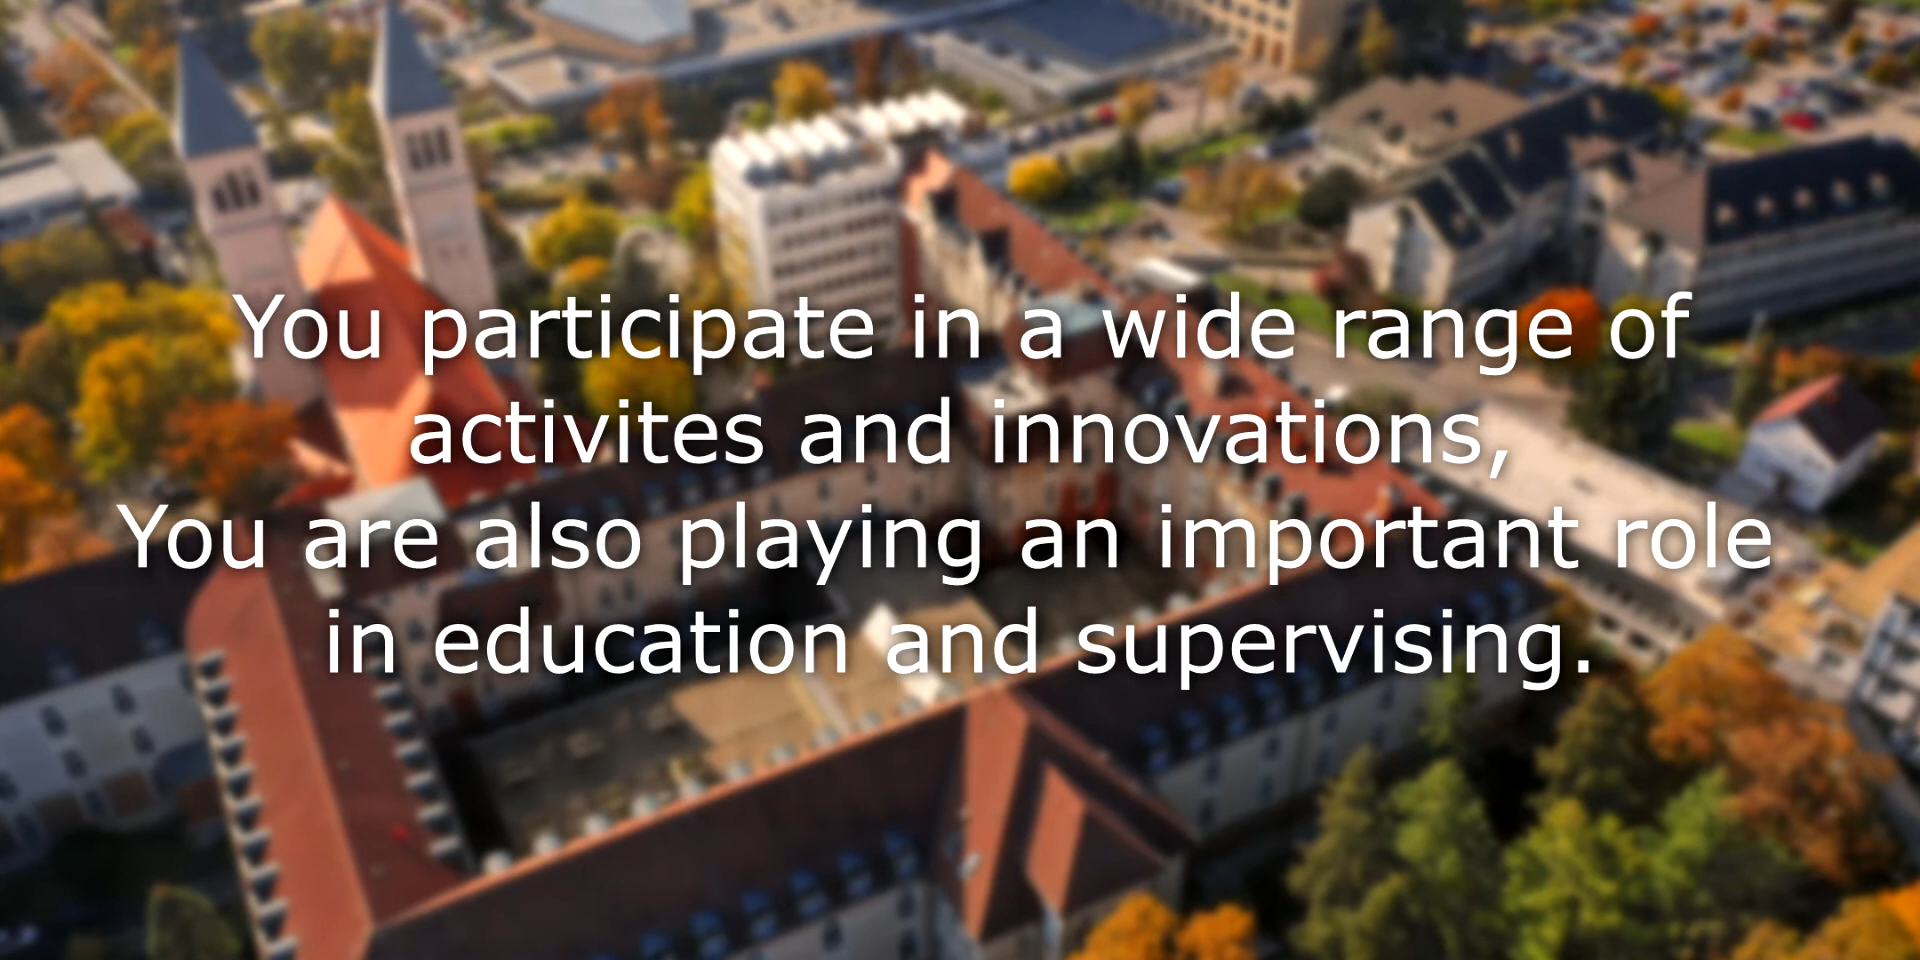 You participate in a wide range of
activites and innovations,
You are also playing an important role
in education and supervising.